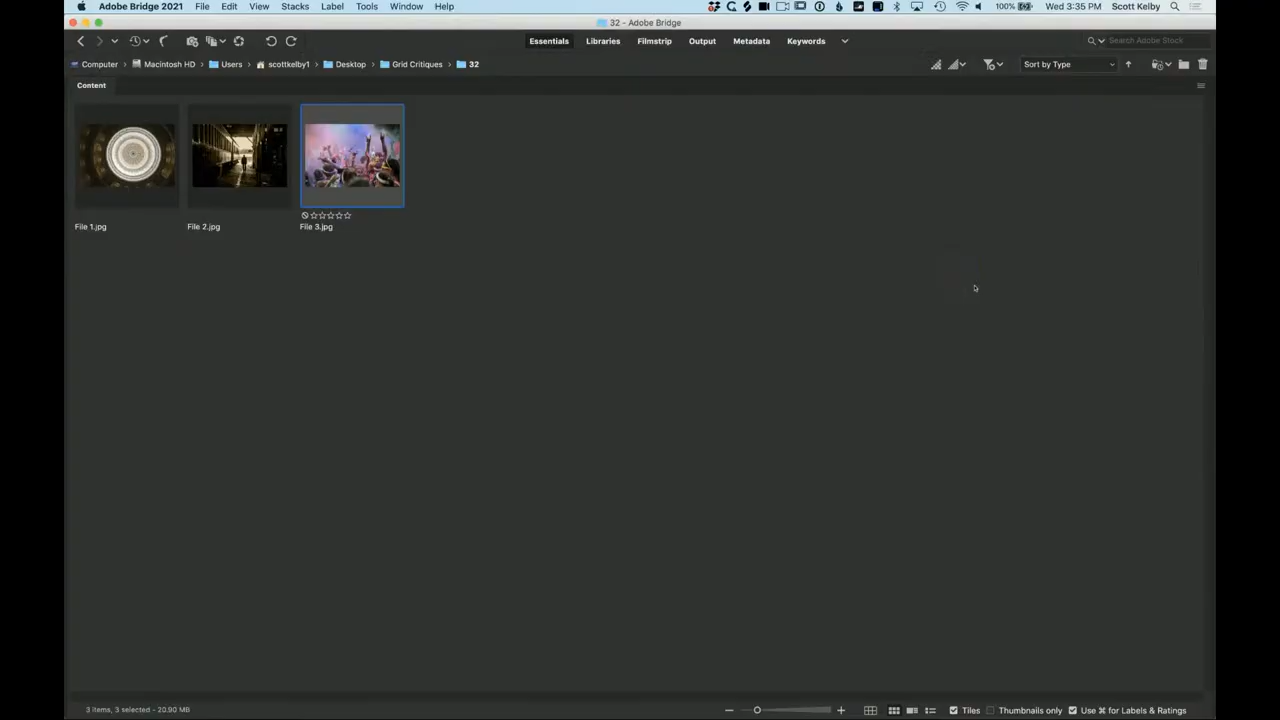 Adobe Bridge 2021 File Edit View Stacks Label Tools Window Help 100% Wed 3:35 PM Scott Kelby
32 - Adobe Bridge
Essentials Libraries Filmstrip Output Metadata Keywords Search Adobe Stock
Computer Macintosh HD Users scottkelby1 Desktop Grid Critiques 32 Sort by Type
Content
File 1.jpg File 2.jpg File 3.jpg
3 items, 3 selected - 20.90 MB Tiles Thumbnails only Use ⌘ for Labels & Ratings